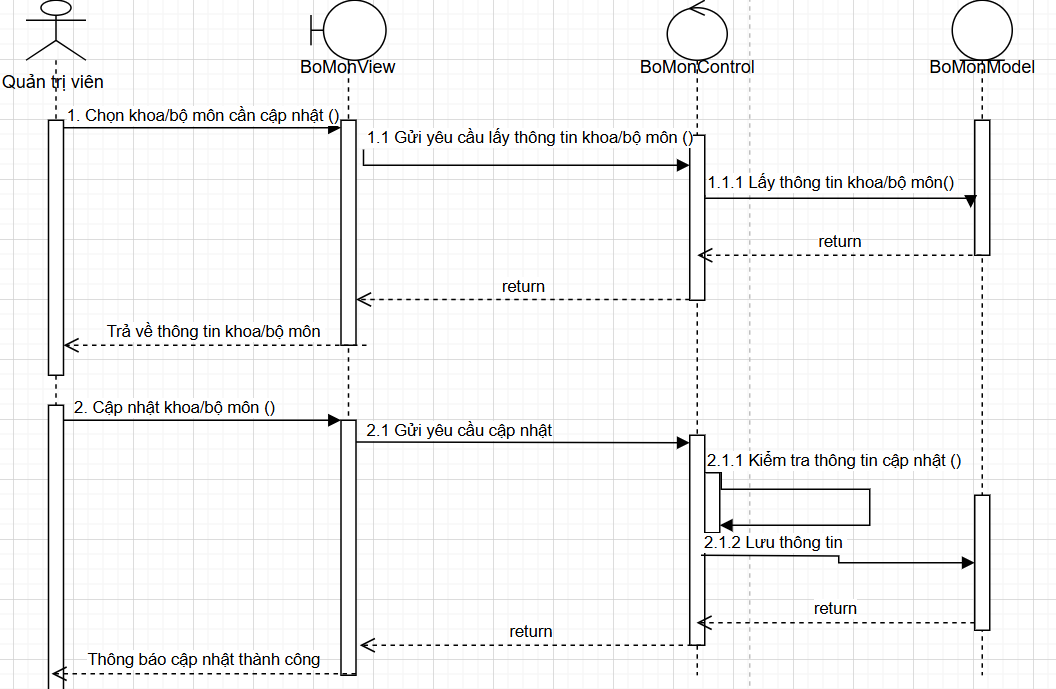 Quản trị viên
BoMonView
BoMonControl
BoMonModel
1. Chọn khoa/bộ môn cần cập nhật ()
1.1 Gửi yêu cầu lấy thông tin khoa/bộ môn ()
1.1.1 Lấy thông tin khoa/bộ môn()
return
return
Trả về thông tin khoa/bộ môn
2. Cập nhật khoa/bộ môn ()
2.1 Gửi yêu cầu cập nhật
2.1.1 Kiểm tra thông tin cập nhật ()
2.1.2 Lưu thông tin
return
return
Thông báo cập nhật thành công